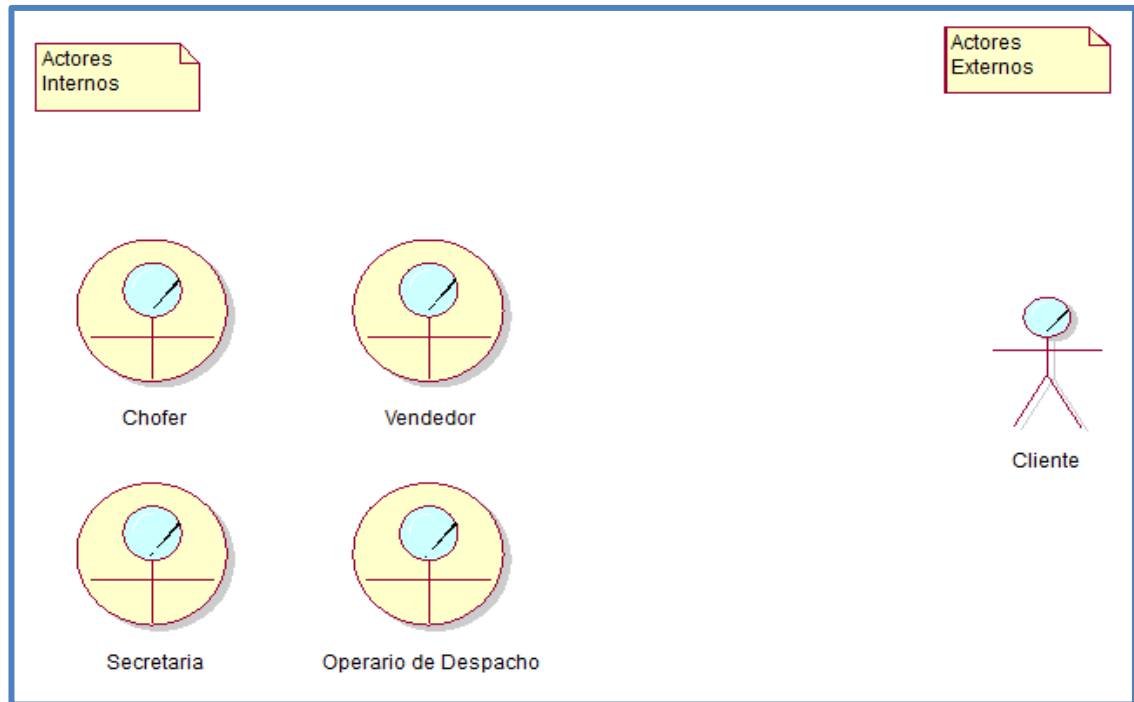 Actores
Internos
Actores
Externos
Chofer
Vendedor
Cliente
Secretaria
Operario de Despacho